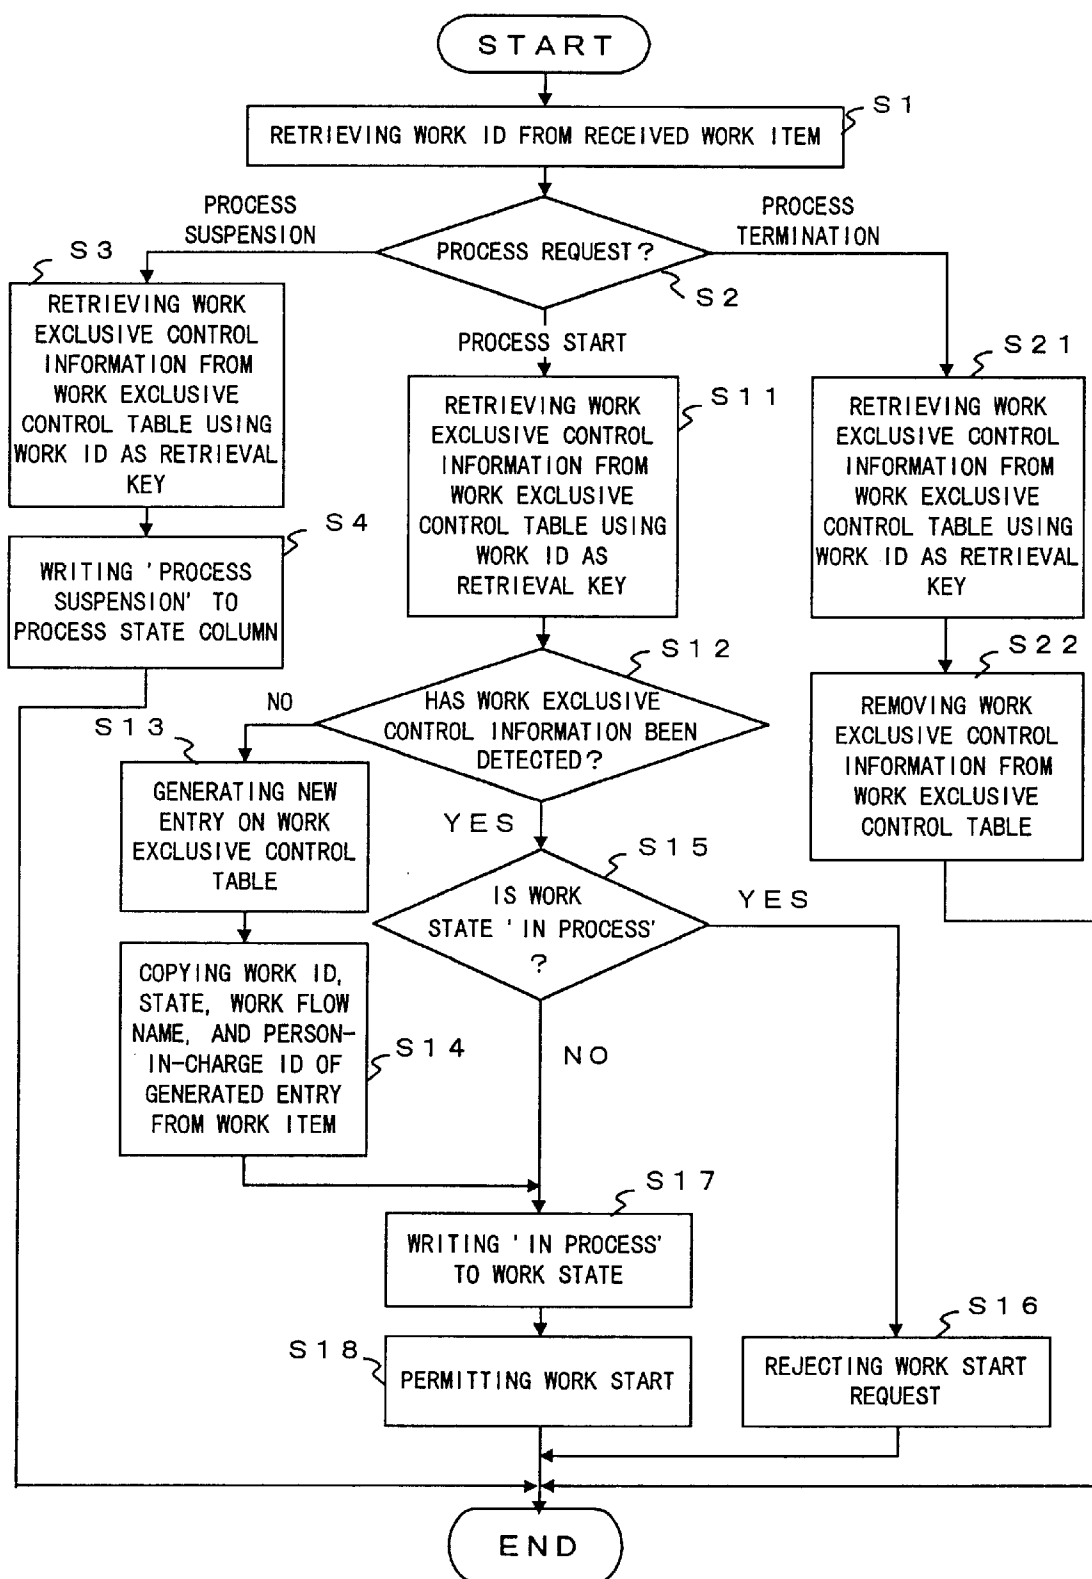 START
S1
RETRIEVING WORK ID FROM RECEIVED WORK ITEM
PROCESS
SUSPENSION
PROCESS
TERMINATION
PROCESS REQUEST?
S2
S3
RETRIEVING WORK
EXCLUSIVE CONTROL
INFORMATION FROM
WORK EXCLUSIVE
CONTROL TABLE USING
WORK ID AS RETRIEVAL
KEY
S4
WRITING 'PROCESS
SUSPENSION' TO
PROCESS STATE COLUMN
PROCESS START
S11
RETRIEVING WORK
EXCLUSIVE CONTROL
INFORMATION FROM
WORK EXCLUSIVE
CONTROL TABLE USING
WORK ID AS
RETRIEVAL KEY
S21
RETRIEVING WORK
EXCLUSIVE CONTROL
INFORMATION FROM
WORK EXCLUSIVE
CONTROL TABLE USING
WORK ID AS RETRIEVAL
KEY
S22
REMOVING WORK
EXCLUSIVE CONTROL
INFORMATION FROM
WORK EXCLUSIVE
CONTROL TABLE
S12
HAS WORK EXCLUSIVE
CONTROL INFORMATION BEEN
DETECTED?
NO
S13
GENERATING NEW
ENTRY ON WORK
EXCLUSIVE CONTROL
TABLE
YES
S15
IS WORK
STATE 'IN PROCESS'
?
YES
COPYING WORK ID,
STATE, WORK FLOW
NAME, AND PERSON-
IN-CHARGE ID OF
GENERATED ENTRY
FROM WORK ITEM
S14
NO
S17
WRITING 'IN PROCESS'
TO WORK STATE
S18
PERMITTING WORK START
S16
REJECTING WORK START
REQUEST
END